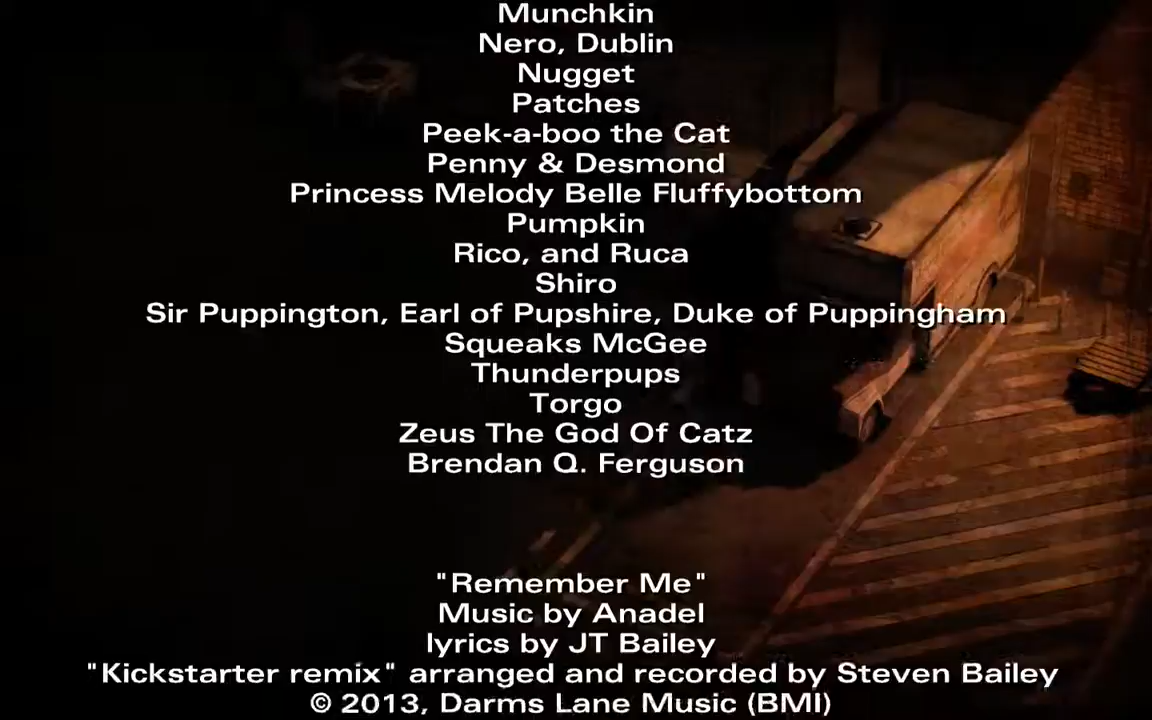 Munchkin
Nero, Dublin
Nugget
Patches
Peek-a-boo the Cat
Penny & Desmond
Princess Melody Belle Fluffybottom
Pumpkin
Rico, and Ruca
Shiro
Sir Puppington, Earl of Pupshire, Duke of Puppingham
Squeaks McGee
Thunderpups
Torgo
Zeus The God Of Catz
Brendan Q. Ferguson
"Remember Me"
Music by Anadel
lyrics by JT Bailey
"Kickstarter remix" arranged and recorded by Steven Bailey
© 2013, Darms Lane Music (BMI)